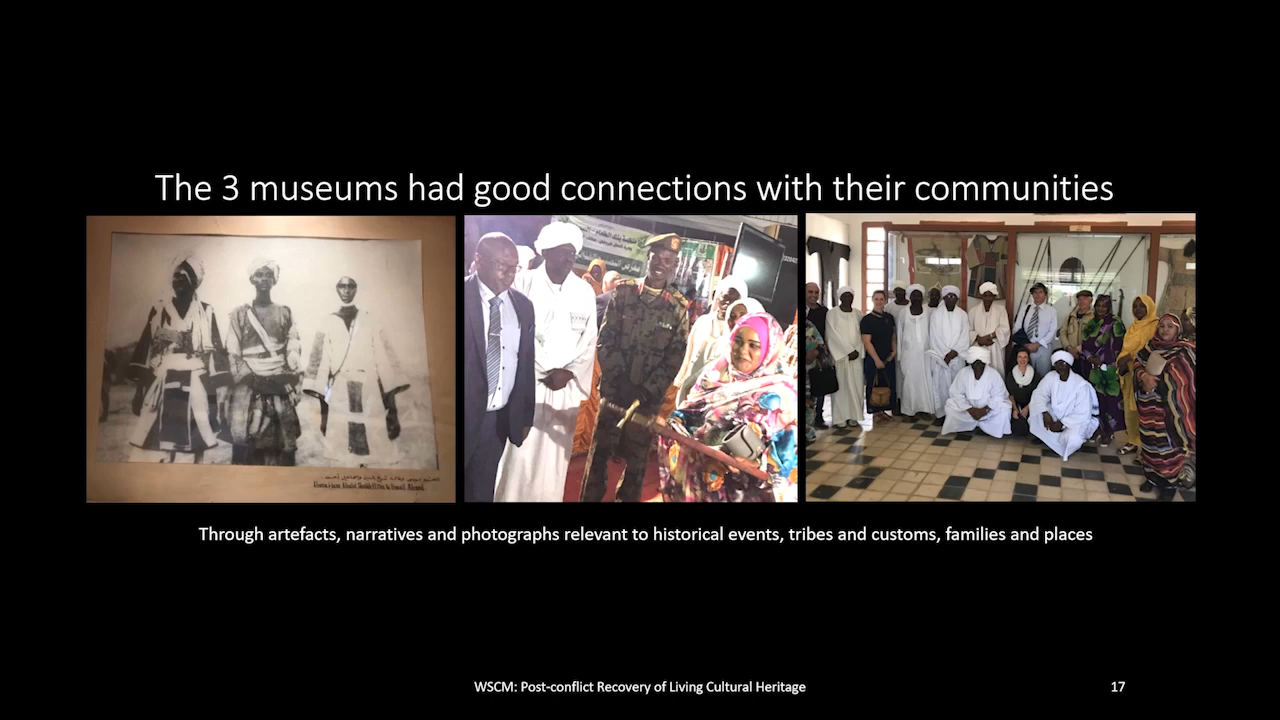 The 3 museums had good connections with their communities
Through artefacts, narratives and photographs relevant to historical events, tribes and customs, families and places
WSCM: Post-conflict Recovery of Living Cultural Heritage
17